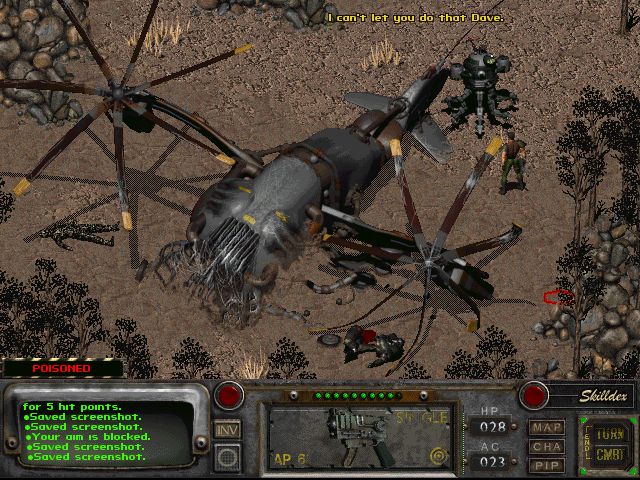 I can't let you do that Dave.
POISONED
for 5 hit points.
•Saved screenshot.
•Saved screenshot.
•Your aim is blocked.
•Saved screenshot.
•Saved screenshot.
INV
AP 6
Skilldex
HP
028
AC
023
MAP
CHA
PIP
TURN
CMBT